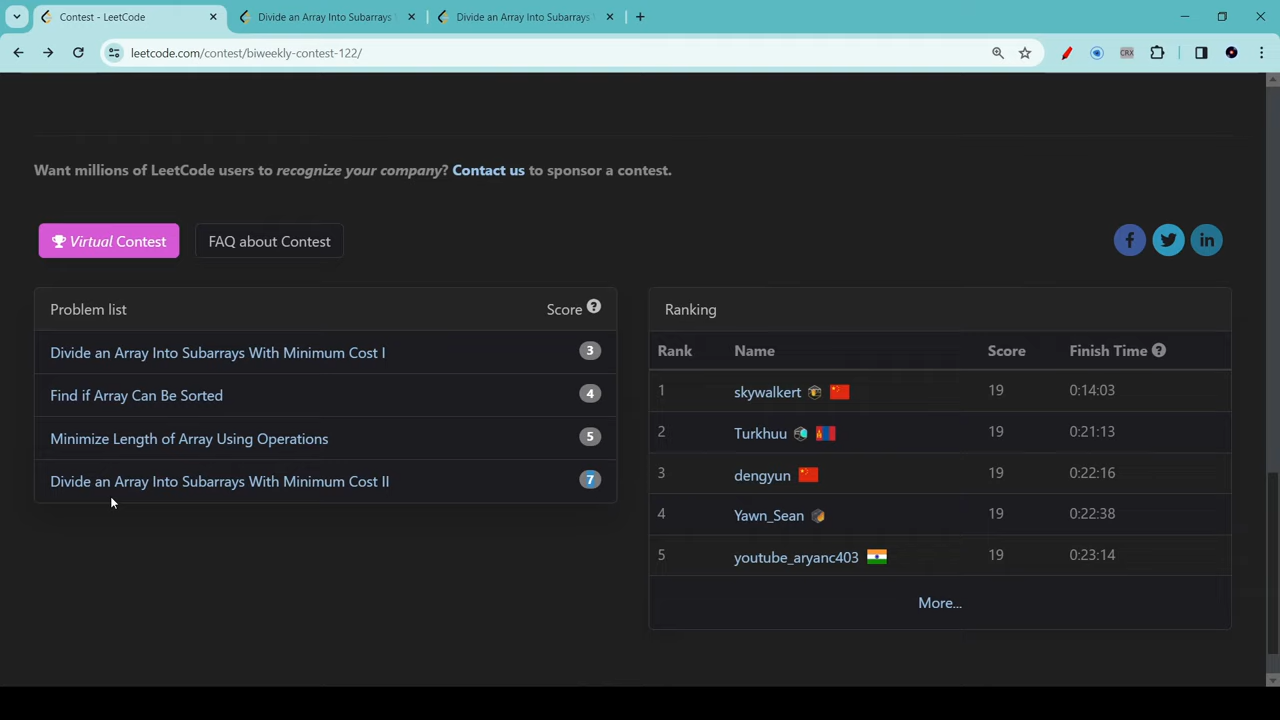 Contest - LeetCode
Divide an Array Into Subarrays
Divide an Array Into Subarrays
leetcode.com/contest/biweekly-contest-122/
CRX
Want millions of LeetCode users to recognize your company? Contact us to sponsor a contest.
Virtual Contest
FAQ about Contest
Problem list Score ?
Divide an Array Into Subarrays With Minimum Cost I 3
Find if Array Can Be Sorted 4
Minimize Length of Array Using Operations 5
Divide an Array Into Subarrays With Minimum Cost II 7
Ranking
Rank Name Score Finish Time ?
1 skywalkert 19 0:14:03
2 Turkhuu 19 0:21:13
3 dengyun 19 0:22:16
4 Yawn_Sean 19 0:22:38
5 youtube_aryanc403 19 0:23:14
More...